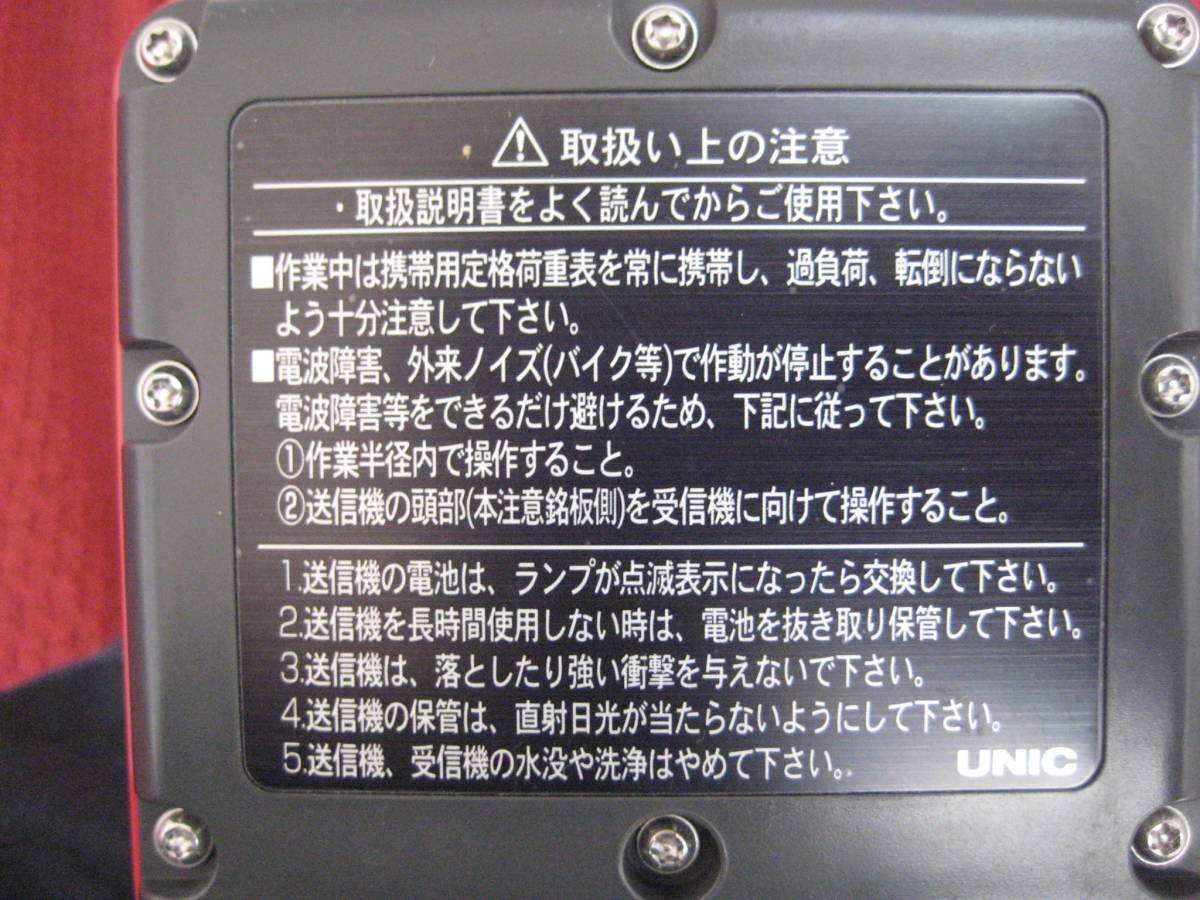 取扱い上の注意
・取扱説明書をよく読んでからご使用下さい。
■作業中は携帯用定格荷重表を常に携帯し、過負荷、転倒にならない
よう十分注意して下さい。
■電波障害、外来ノイズ(バイク等)で作動が停止することがあります。
電波障害等をできるだけ避けるため、下記に従って下さい。
①作業半径内で操作すること。
②送信機の頭部(本注意銘板側)を受信機に向けて操作すること。
1.送信機の電池は、ランプが点滅表示になったら交換して下さい。
2.送信機を長時間使用しない時は、電池を抜き取り保管して下さい。
3.送信機は、落としたり強い衝撃を与えないで下さい。
4.送信機の保管は、直射日光が当たらないようにして下さい。
5.送信機、受信機の水没や洗浄はやめて下さい。
UNIC